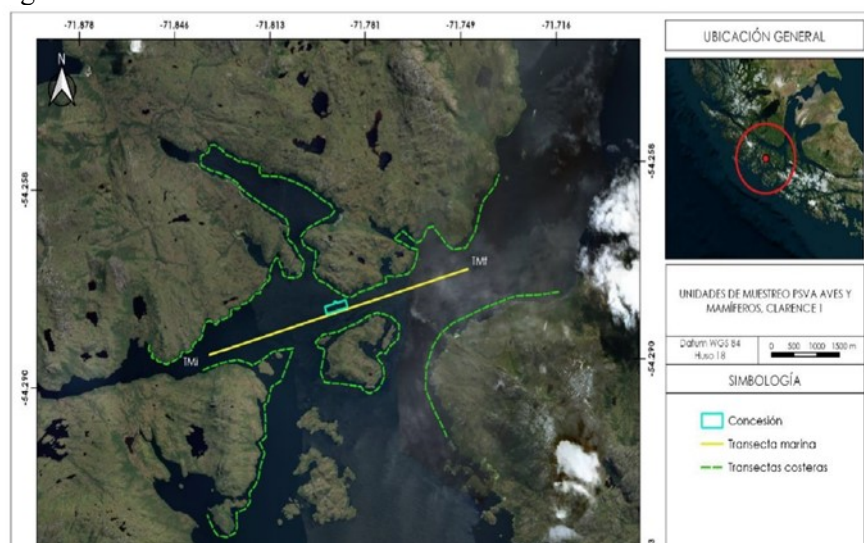 -71.878 -71.846 -71.813 -71.781 -71.749 -71.716
UBICACIÓN GENERAL
N
-54.258
-54.258
TMf
TMi
-54.290
-54.290
UNIDADES DE MUESTREO PSVA AVES Y
MAMÍFEROS, CLARENCE I
Datum WGS 84
Huso 18
0 500 1000 1500 m
SIMBOLOGÍA
Concesión
Transecta marina
Transectas costeras